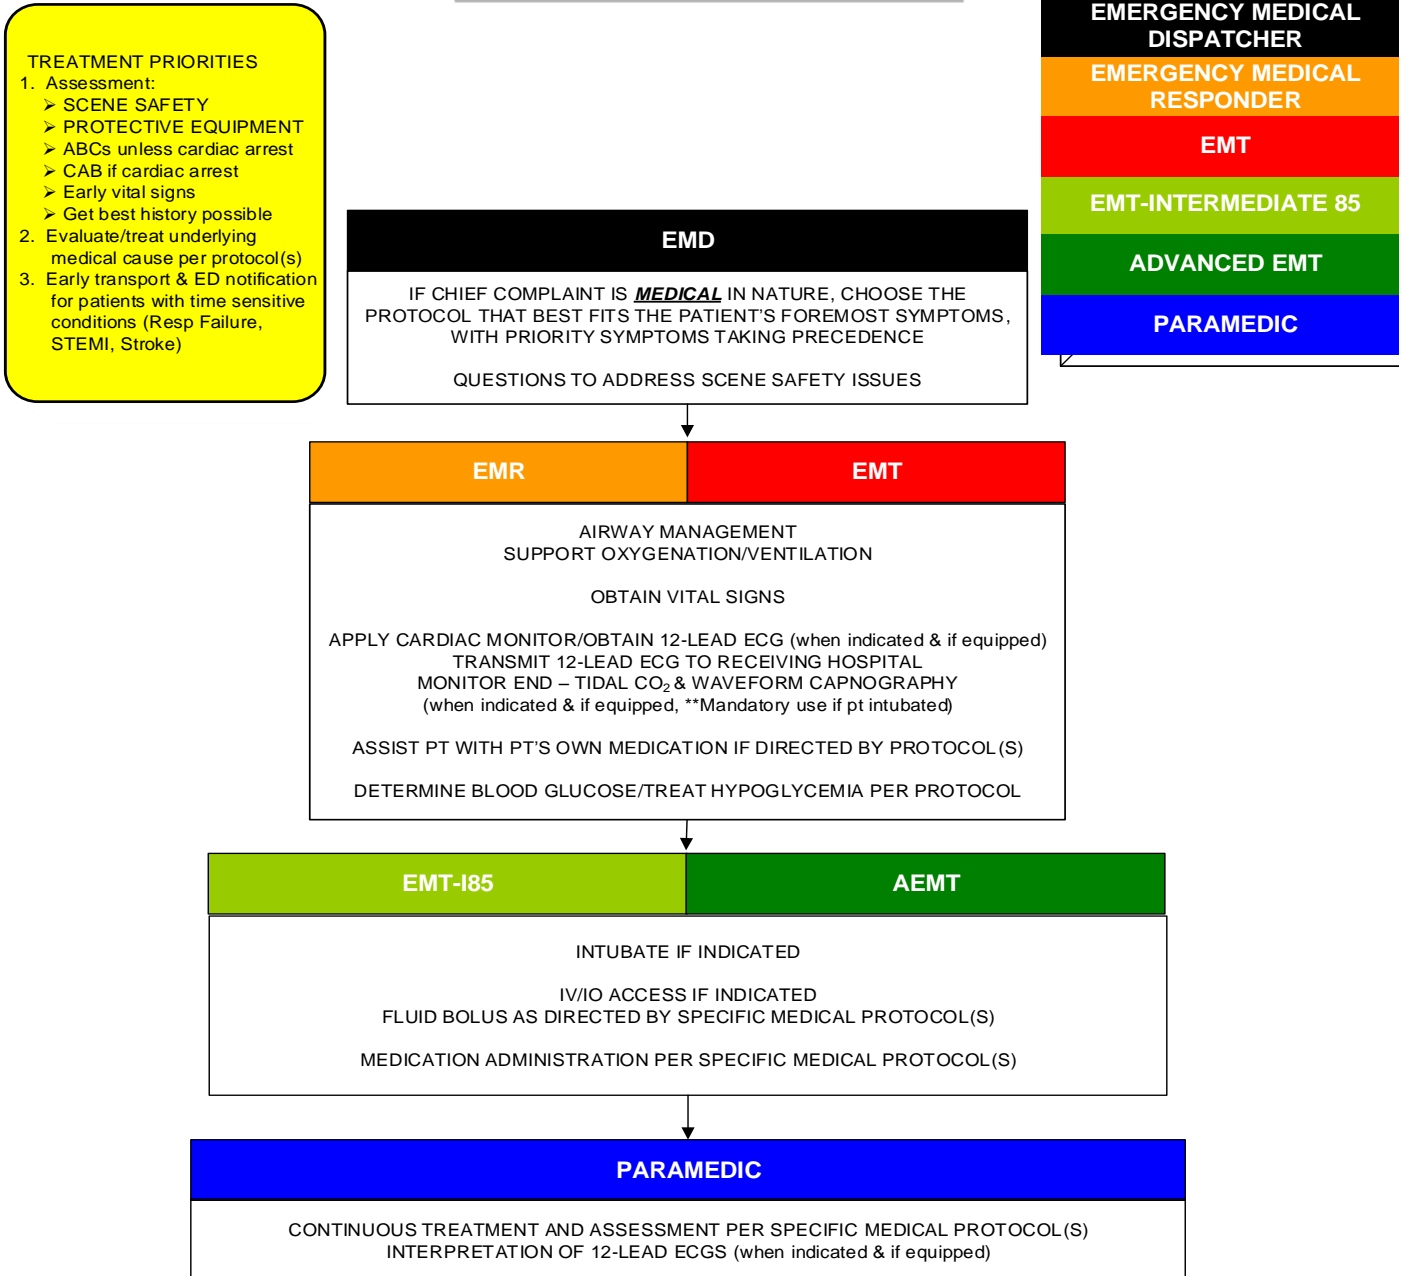 TREATMENT PRIORITIES
1. Assessment:
➢ SCENE SAFETY
➢ PROTECTIVE EQUIPMENT
➢ ABCs unless cardiac arrest
➢ CAB if cardiac arrest
➢ Early vital signs
➢ Get best history possible
2. Evaluate/treat underlying
medical cause per protocol(s)
3. Early transport & ED notification
for patients with time sensitive
conditions (Resp Failure,
STEMI, Stroke)
EMERGENCY MEDICAL
DISPATCHER
EMERGENCY MEDICAL
RESPONDER
EMT
EMT-INTERMEDIATE 85
ADVANCED EMT
PARAMEDIC
EMD
IF CHIEF COMPLAINT IS MEDICAL IN NATURE, CHOOSE THE
PROTOCOL THAT BEST FITS THE PATIENT'S FOREMOST SYMPTOMS,
WITH PRIORITY SYMPTOMS TAKING PRECEDENCE
QUESTIONS TO ADDRESS SCENE SAFETY ISSUES
EMR
EMT
AIRWAY MANAGEMENT
SUPPORT OXYGENATION/VENTILATION
OBTAIN VITAL SIGNS
APPLY CARDIAC MONITOR/OBTAIN 12-LEAD ECG (when indicated & if equipped)
TRANSMIT 12-LEAD ECG TO RECEIVING HOSPITAL
MONITOR END – TIDAL CO₂ & WAVEFORM CAPNOGRAPHY
(when indicated & if equipped, **Mandatory use if pt intubated)
ASSIST PT WITH PT'S OWN MEDICATION IF DIRECTED BY PROTOCOL(S)
DETERMINE BLOOD GLUCOSE/TREAT HYPOGLYCEMIA PER PROTOCOL
EMT-I85
AEMT
INTUBATE IF INDICATED
IV/IO ACCESS IF INDICATED
FLUID BOLUS AS DIRECTED BY SPECIFIC MEDICAL PROTOCOL(S)
MEDICATION ADMINISTRATION PER SPECIFIC MEDICAL PROTOCOL(S)
PARAMEDIC
CONTINUOUS TREATMENT AND ASSESSMENT PER SPECIFIC MEDICAL PROTOCOL(S)
INTERPRETATION OF 12-LEAD ECGS (when indicated & if equipped)